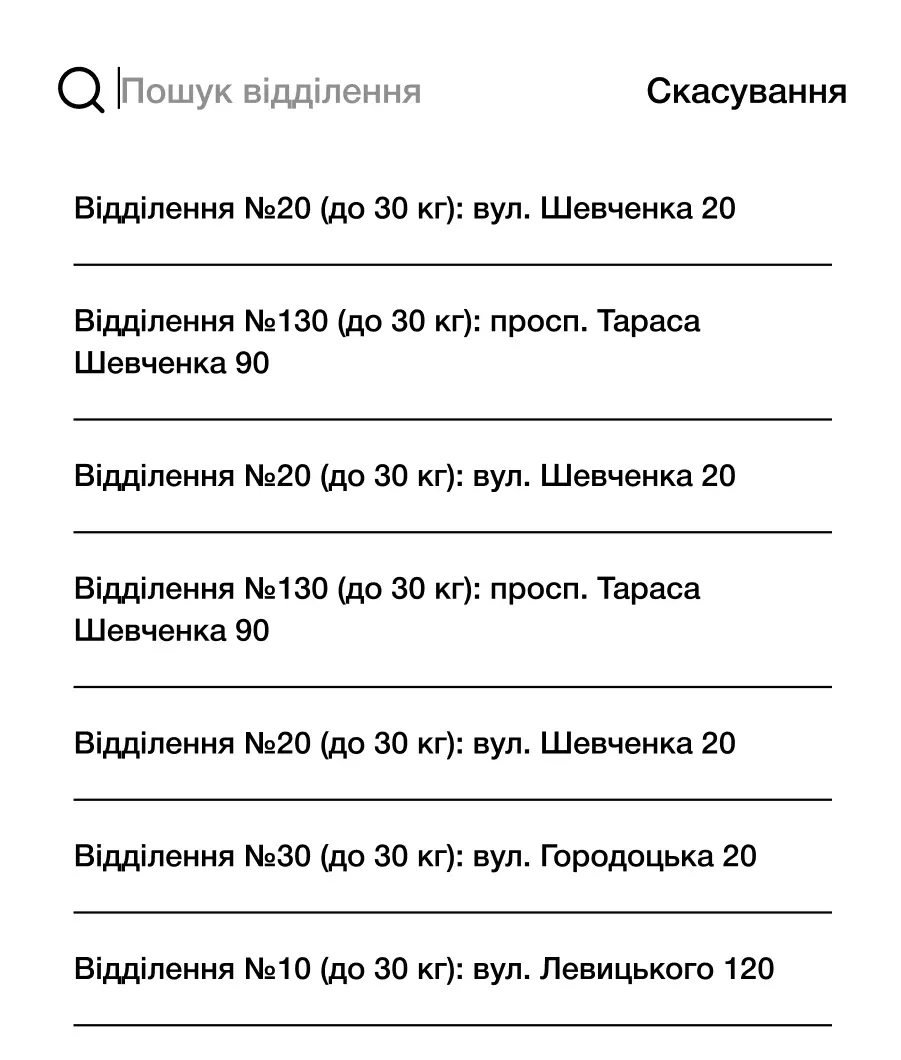 Пошук відділення Скасування
Відділення №20 (до 30 кг): вул. Шевченка 20
Відділення №130 (до 30 кг): просп. Тараса
Шевченка 90
Відділення №20 (до 30 кг): вул. Шевченка 20
Відділення №130 (до 30 кг): просп. Тараса
Шевченка 90
Відділення №20 (до 30 кг): вул. Шевченка 20
Відділення №30 (до 30 кг): вул. Городоцька 20
Відділення №10 (до 30 кг): вул. Левицького 120